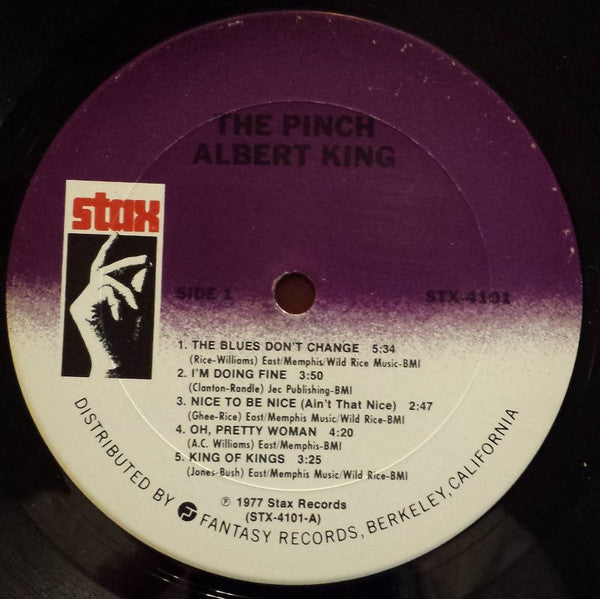 THE PINCH
ALBERT KING
stax
SIDE 1
STX-4101
1. THE BLUES DON'T CHANGE 5:34
(Rice-Williams) East/Memphis/Wild Rice Music-BMI
2. I'M DOING FINE 3:50
(Clanton-Randle) Jec Publishing-BMI
3. NICE TO BE NICE (Ain't That Nice) 2:47
(Ghee-Rice) East/Memphis Music/Wild Rice-BMI
4. OH, PRETTY WOMAN 4:20
(A.C. Williams) East/Memphis-BMI
5. KING OF KINGS 3:25
(Jones-Bush) East/Memphis Music/Wild Rice-BMI
℗ 1977 Stax Records
(STX-4101-A)
DISTRIBUTED BY FANTASY RECORDS, BERKELEY, CALIFORNIA